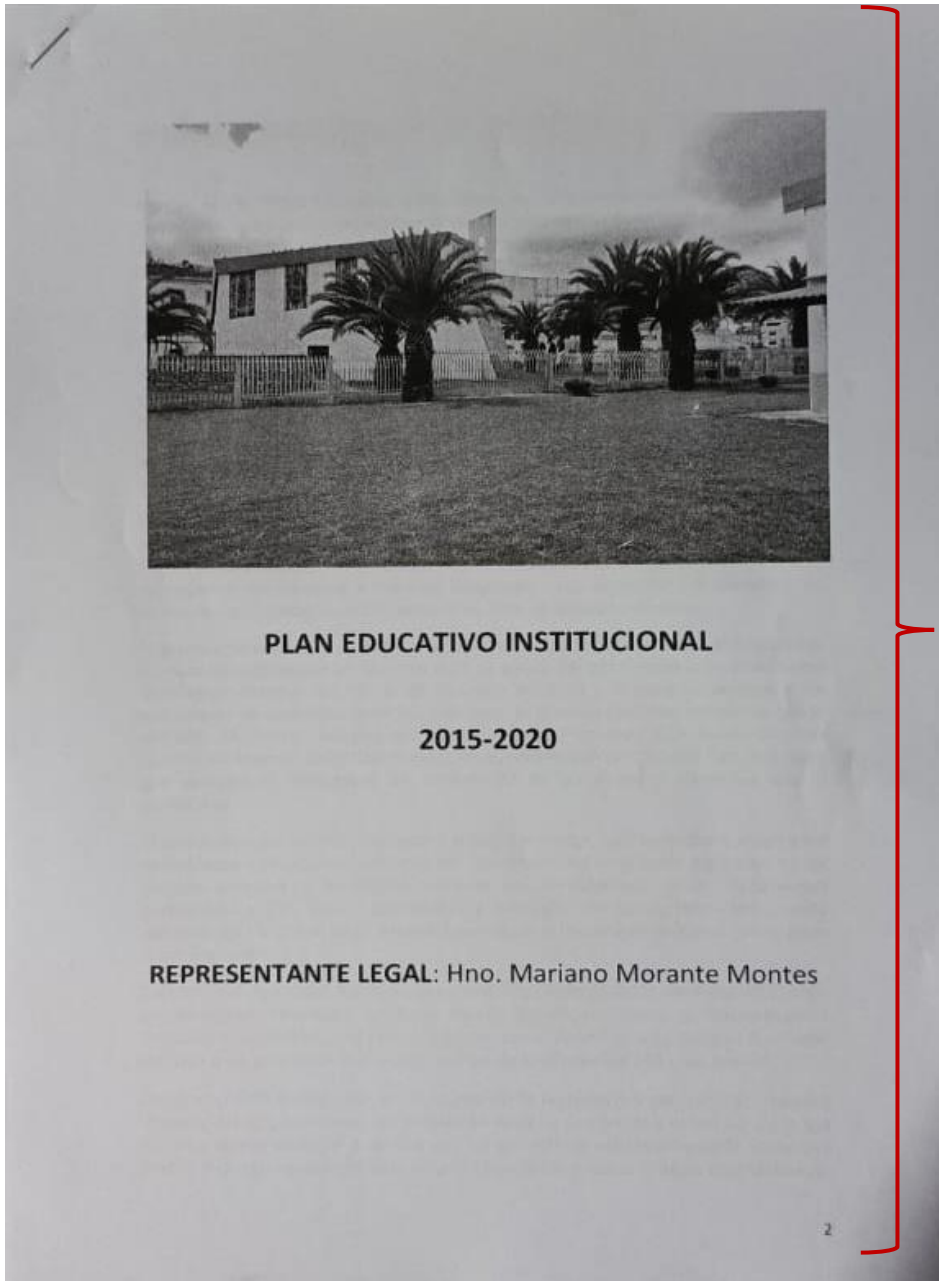 PLAN EDUCATIVO INSTITUCIONAL
2015-2020
REPRESENTANTE LEGAL: Hno. Mariano Morante Montes
2